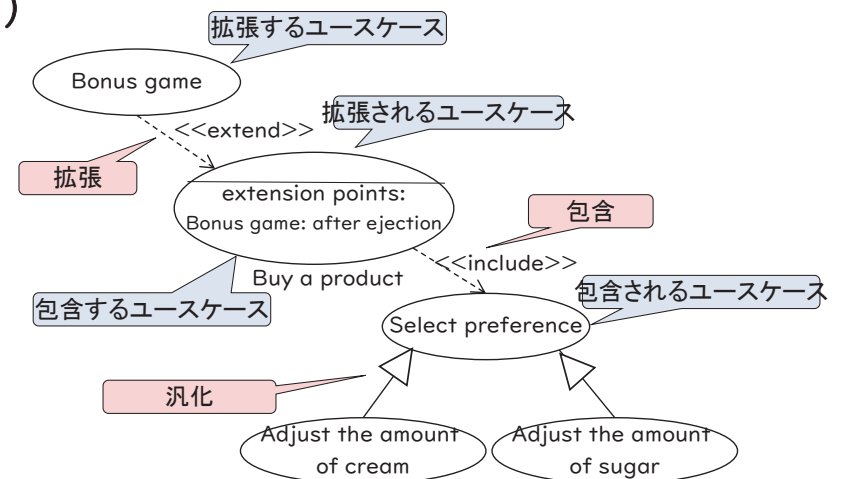 )
拡張するユースケース
Bonus game
拡張されるユースケース
<<extend>>
拡張
extension points:
Bonus game: after ejection
包含
<<include>>
Buy a product
包含されるユースケース
包含するユースケース
Select preference
汎化
Adjust the amount
of cream
Adjust the amount
of sugar